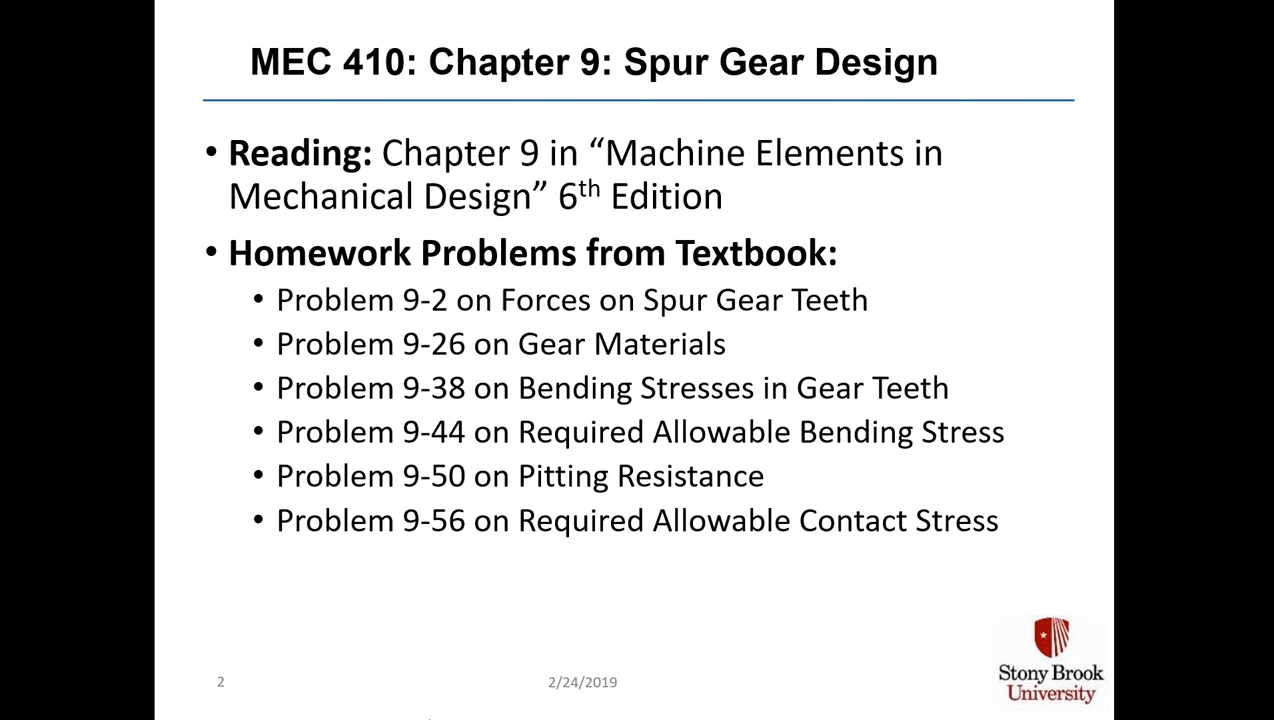 MEC 410: Chapter 9: Spur Gear Design
• Reading: Chapter 9 in “Machine Elements in
Mechanical Design” 6th Edition
• Homework Problems from Textbook:
• Problem 9-2 on Forces on Spur Gear Teeth
• Problem 9-26 on Gear Materials
• Problem 9-38 on Bending Stresses in Gear Teeth
• Problem 9-44 on Required Allowable Bending Stress
• Problem 9-50 on Pitting Resistance
• Problem 9-56 on Required Allowable Contact Stress
2
2/24/2019
Stony Brook
University